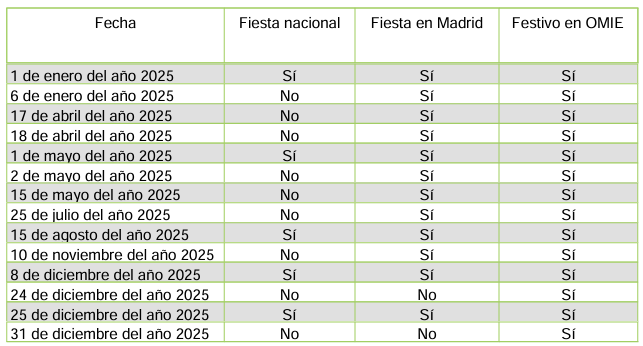 Fecha Fiesta nacional Fiesta en Madrid Festivo en OMIE
1 de enero del año 2025 Sí Sí Sí
6 de enero del año 2025 No Sí Sí
17 de abril del año 2025 No Sí Sí
18 de abril del año 2025 No Sí Sí
1 de mayo del año 2025 Sí Sí Sí
2 de mayo del año 2025 No Sí Sí
15 de mayo del año 2025 No Sí Sí
25 de julio del año 2025 No Sí Sí
15 de agosto del año 2025 Sí Sí Sí
10 de noviembre del año 2025 No Sí Sí
8 de diciembre del año 2025 Sí Sí Sí
24 de diciembre del año 2025 No No Sí
25 de diciembre del año 2025 Sí Sí Sí
31 de diciembre del año 2025 No No Sí